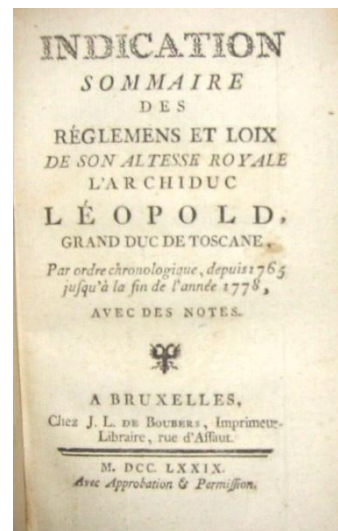 INDICATION
SOMMAIRE
DES
RÉGLEMENS ET LOIX
DE SON ALTESSE ROYALE
L'ARCHIDUC
LÉOPOLD,
GRAND DUC DE TOSCANE,
Par ordre chronologique, depuis 1765
jusqu'à la fin de l'année 1778,
AVEC DES NOTES.
A BRUXELLES,
Chez J. L. DE BOUBERS, Imprimeur-
Libraire, rue d'Assaut.
M. DCC. LXXIX.
Avec Approbation & Permission.